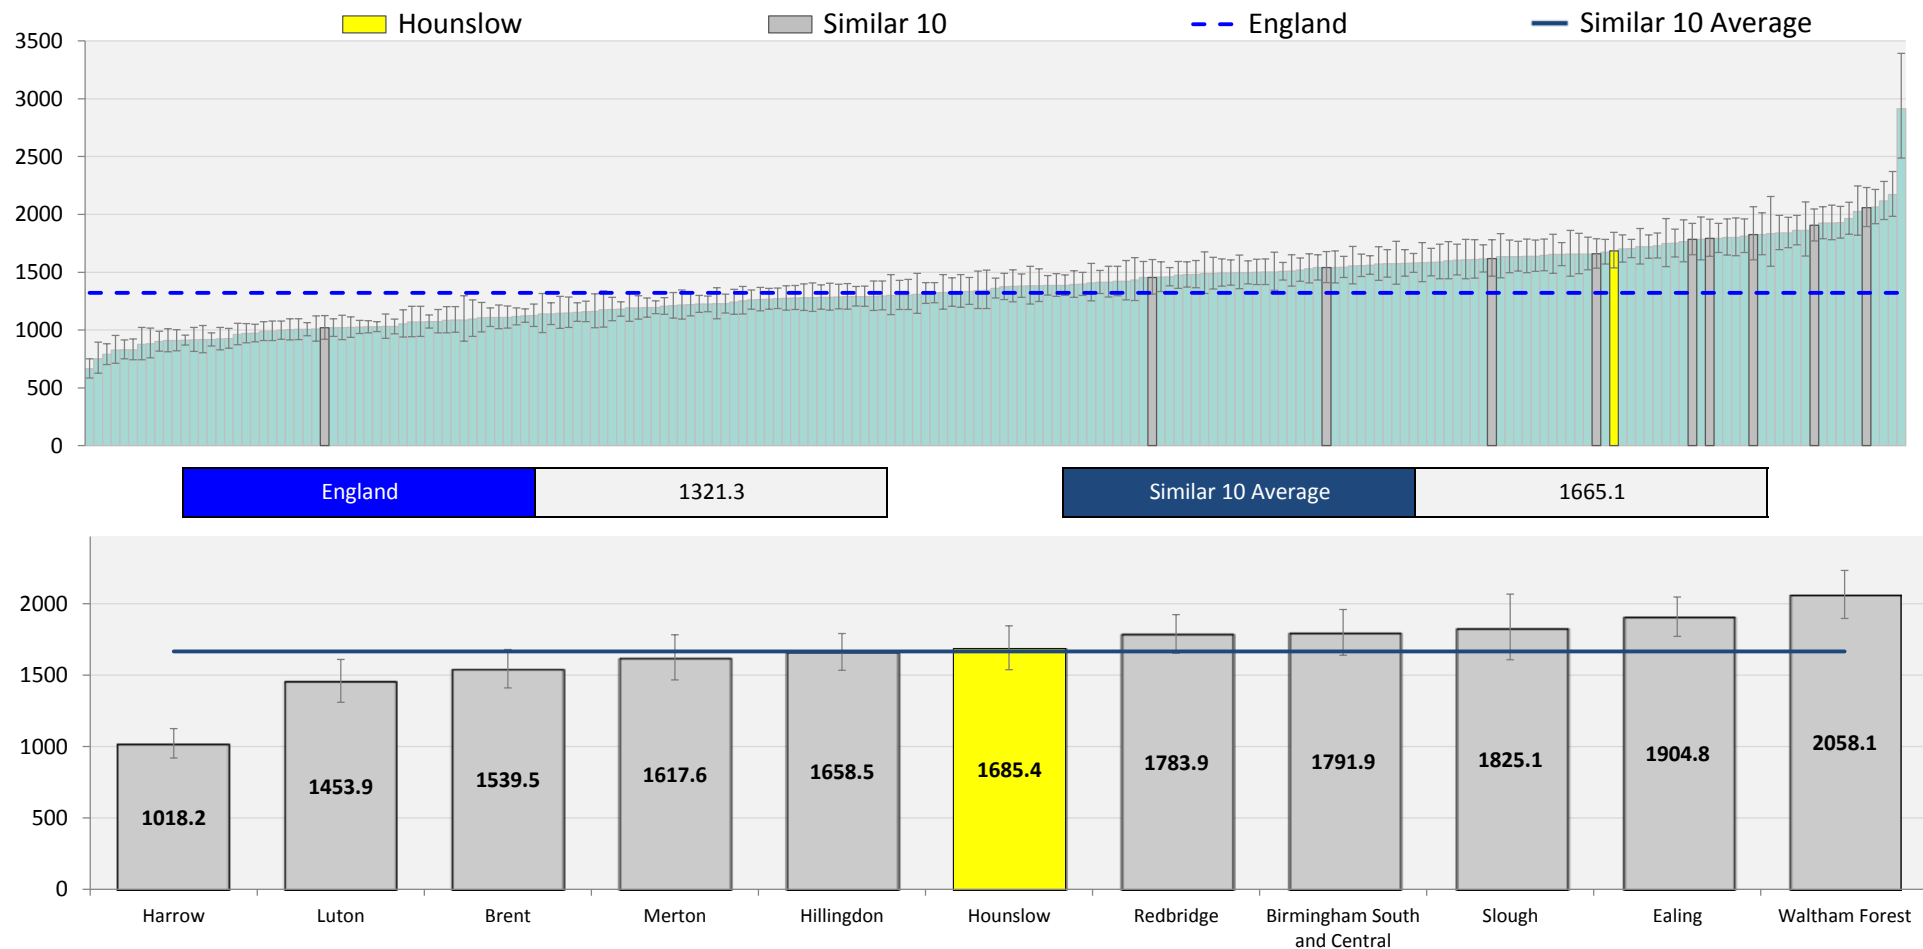 Hounslow Similar 10 England Similar 10 Average
3500
3000
2500
2000
1500
1000
500
0
England 1321.3 Similar 10 Average 1665.1
2000
1500
1000
500
0
1018.2 1453.9 1539.5 1617.6 1658.5 1685.4 1783.9 1791.9 1825.1 1904.8 2058.1
Harrow Luton Brent Merton Hillingdon Hounslow Redbridge Birmingham South Slough Ealing Waltham Forest
and Central